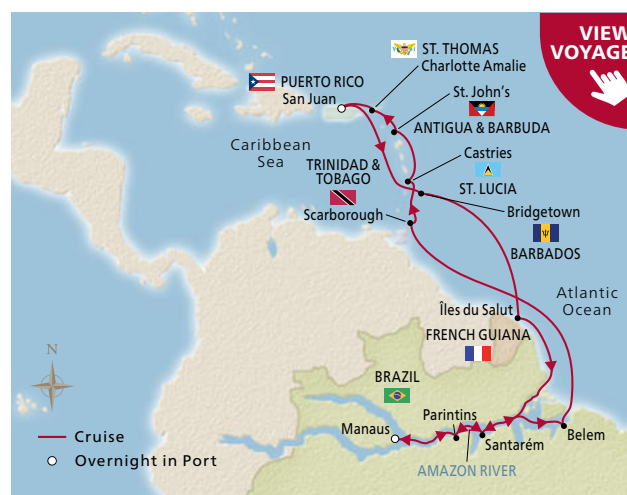 VIEW
VOYAGE
ST. THOMAS
Charlotte Amalie
PUERTO RICO
San Juan
St. John's
ANTIGUA & BARBUDA
Caribbean
Sea
Castries
ST. LUCIA
TRINIDAD &
TOBAGO
Scarborough
Bridgetown
BARBADOS
Atlantic
Ocean
Îles du Salut
FRENCH GUIANA
N
BRAZIL
Parintins
Manaus
Santarém
Belem
AMAZON RIVER
Cruise
Overnight in Port